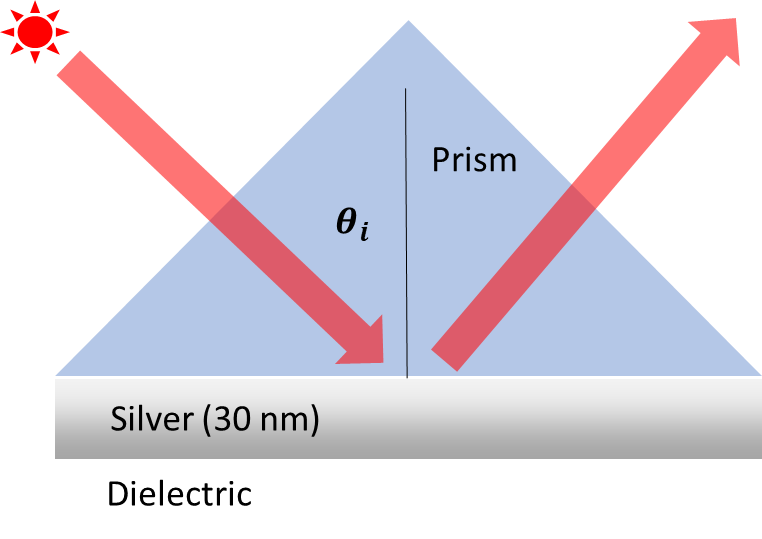 Prism
θᵢ
Silver (30 nm)
Dielectric